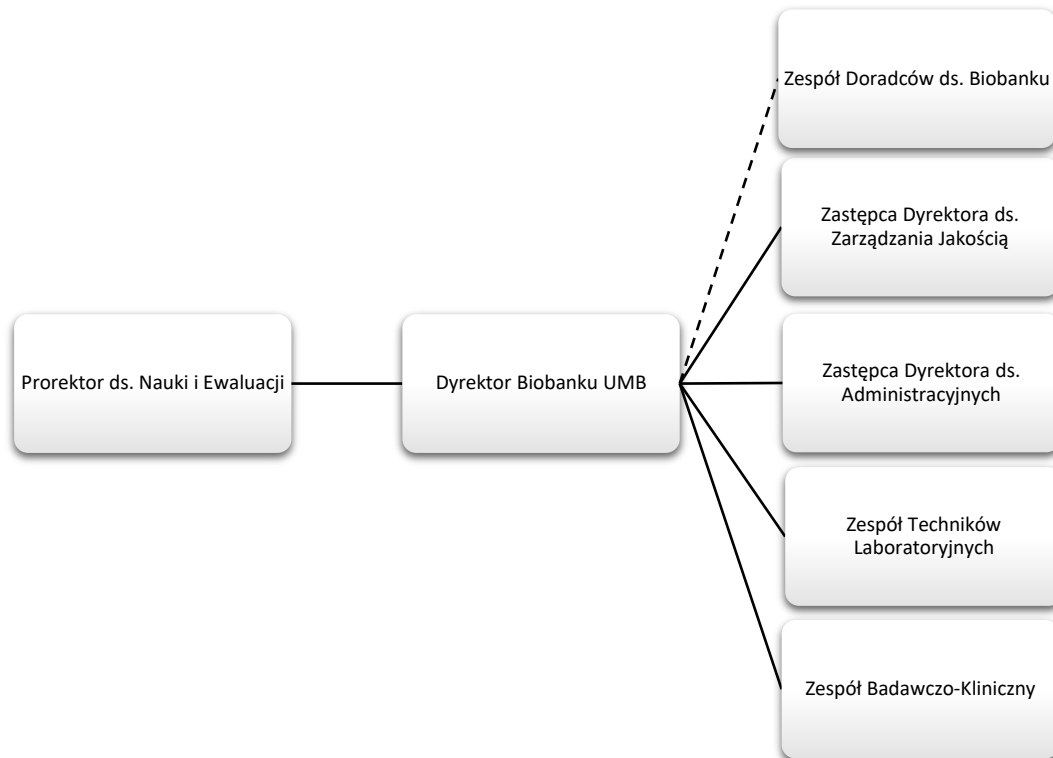 Zespół Doradców ds. Biobanku
Zastępca Dyrektora ds.
Zarządzania Jakością
Prorektor ds. Nauki i Ewaluacji
Dyrektor Biobanku UMB
Zastępca Dyrektora ds.
Administracyjnych
Zespół Techników
Laboratoryjnych
Zespół Badawczo-Kliniczny